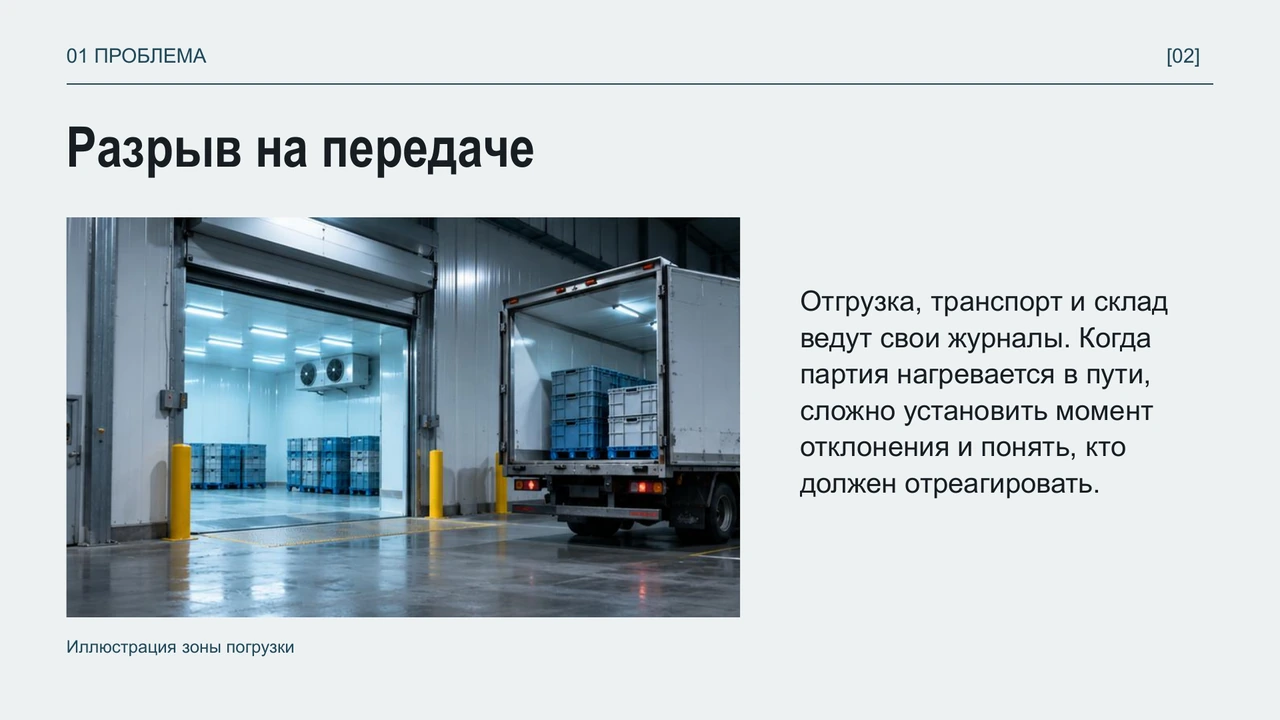 01 ПРОБЛЕМА
[02]
Разрыв на передаче
Отгрузка, транспорт и склад
ведут свои журналы. Когда
партия нагревается в пути,
сложно установить момент
отклонения и понять, кто
должен отреагировать.
Иллюстрация зоны погрузки